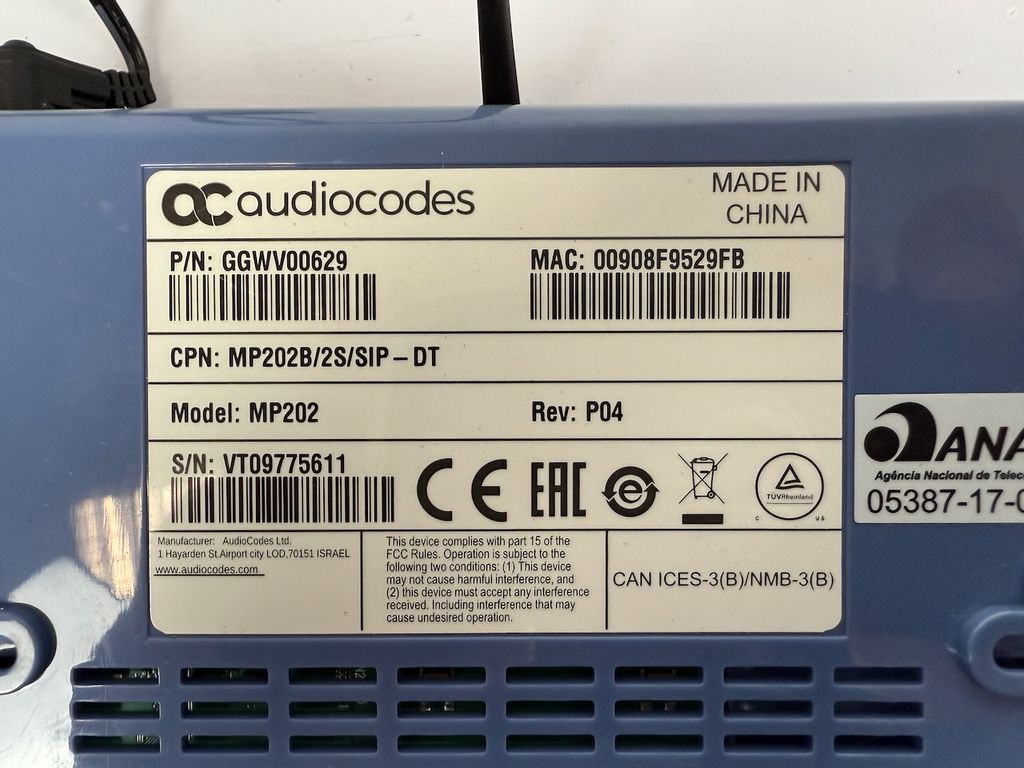 audiocodes
MADE IN
CHINA
P/N: GGWV00629
MAC: 00908F9529FB
CPN: MP202B/2S/SIP – DT
Model: MP202
Rev: P04
S/N: VT09775611
CE EAC
TÜVRheinland
C US
Manufacturer: AudioCodes Ltd.
1 Hayarden St.Airport city LOD,70151 ISRAEL
www.audiocodes.com
This device complies with part 15 of the
FCC Rules. Operation is subject to the
following two conditions: (1) This device
may not cause harmful interference, and
(2) this device must accept any interference
received. Including interference that may
cause undesired operation.
CAN ICES-3(B)/NMB-3(B)
ANA
Agência Nacional de Telec
05387-17-0